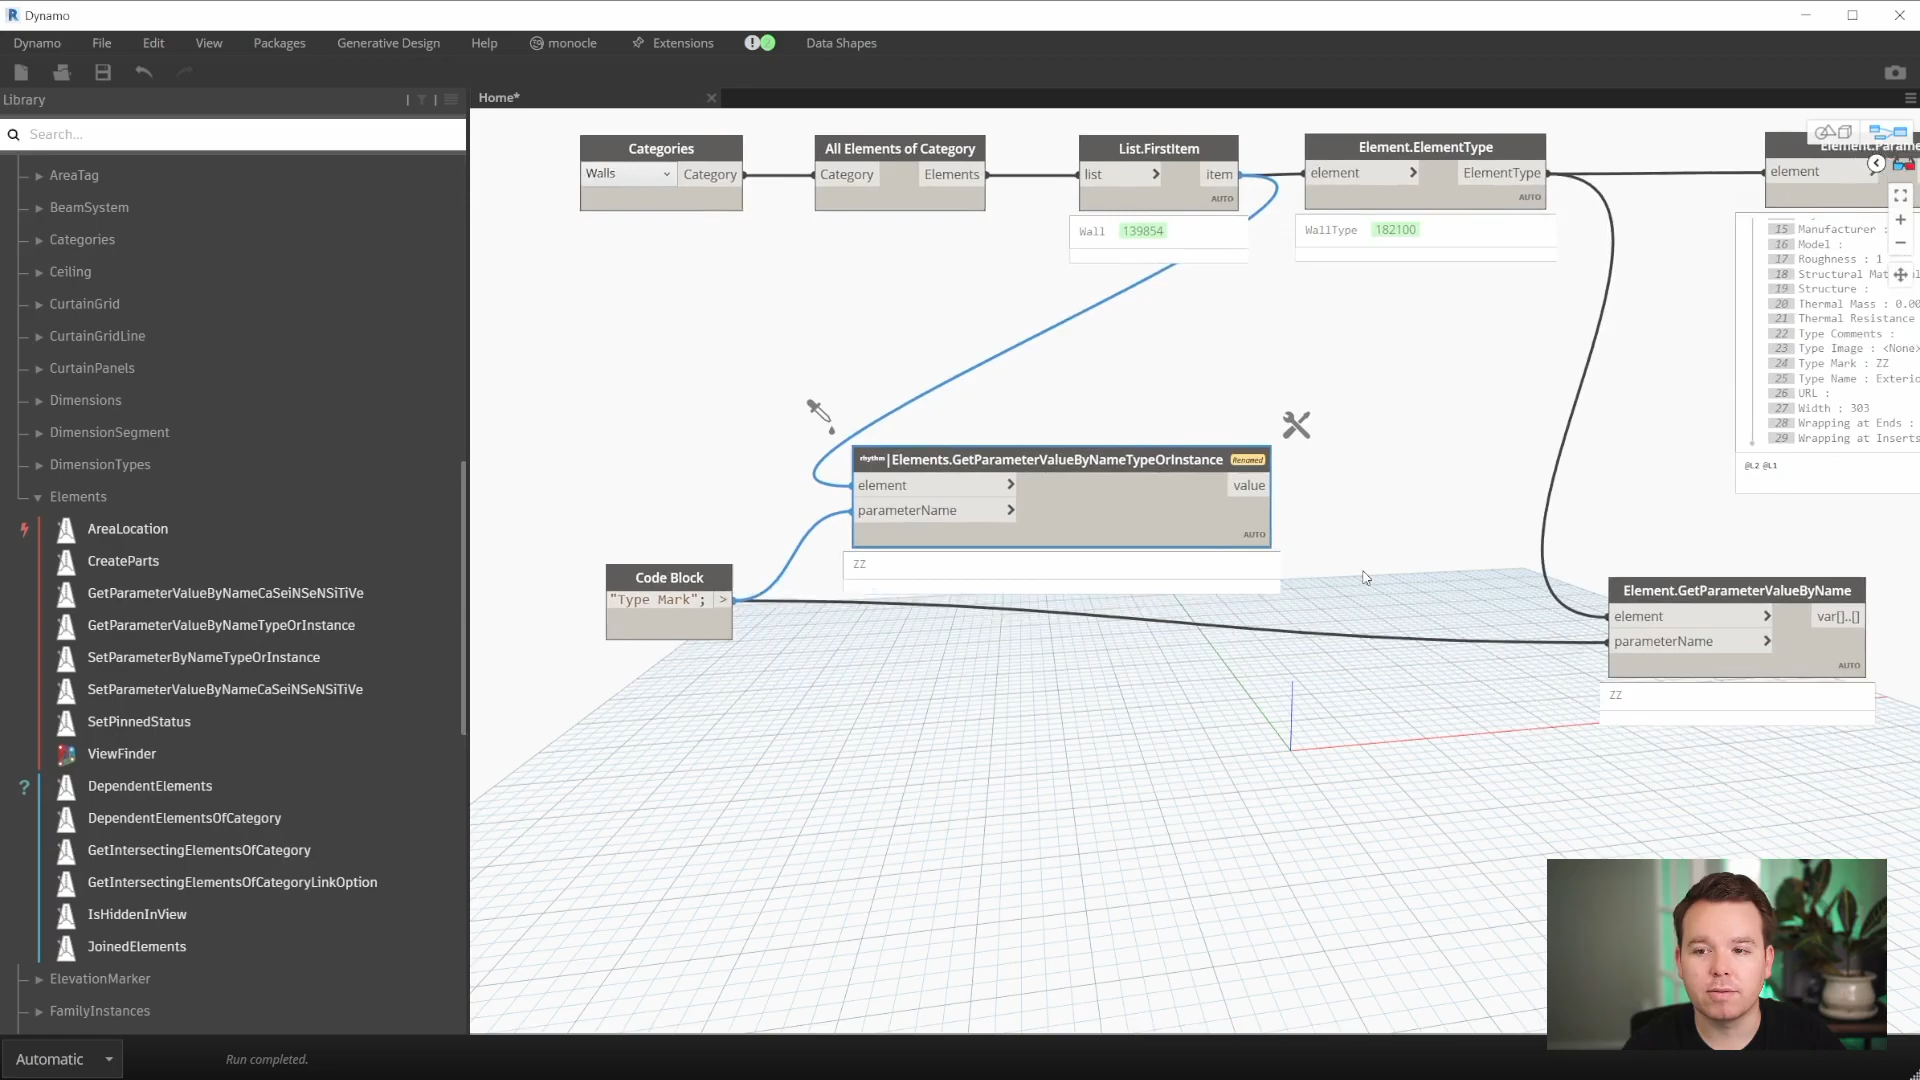 R Dynamo
Dynamo File Edit View Packages Generative Design Help monocle Extensions ! 2 Data Shapes
Library
Home*
Search...
AreaTag
BeamSystem
Categories
Ceiling
CurtainGrid
CurtainGridLine
CurtainPanels
Dimensions
DimensionSegment
DimensionTypes
Elements
AreaLocation
CreateParts
GetParameterValueByNameCaSeiNSeNSiTiVe
GetParameterValueByNameTypeOrInstance
SetParameterByNameTypeOrInstance
SetParameterValueByNameCaSeiNSeNSiTiVe
SetPinnedStatus
ViewFinder
? DependentElements
DependentElementsOfCategory
GetIntersectingElementsOfCategory
GetIntersectingElementsOfCategoryLinkOption
IsHiddenInView
JoinedElements
ElevationMarker
FamilyInstances
Automatic
Run completed.
Categories
Walls Category
All Elements of Category
Category Elements
List.FirstItem
list > item
AUTO
Wall 139854
Element.ElementType
element > ElementType
AUTO
WallType 182100
Element.Parame
element
15 Manufacturer :
16 Model :
17 Roughness : 1
18 Structural Mat
19 Structure :
20 Thermal Mass : 0.00
21 Thermal Resistance
22 Type Comments :
23 Type Image : <None>
24 Type Mark : ZZ
25 Type Name : Exterio
26 URL :
27 Width : 303
28 Wrapping at Ends :
29 Wrapping at Inserts
@L2 @L1
rhythm|Elements.GetParameterValueByNameTypeOrInstance Renamed
element > value
parameterName >
AUTO
ZZ
Code Block
"Type Mark"; >
Element.GetParameterValueByName
element > var[]..[]
parameterName >
AUTO
ZZ